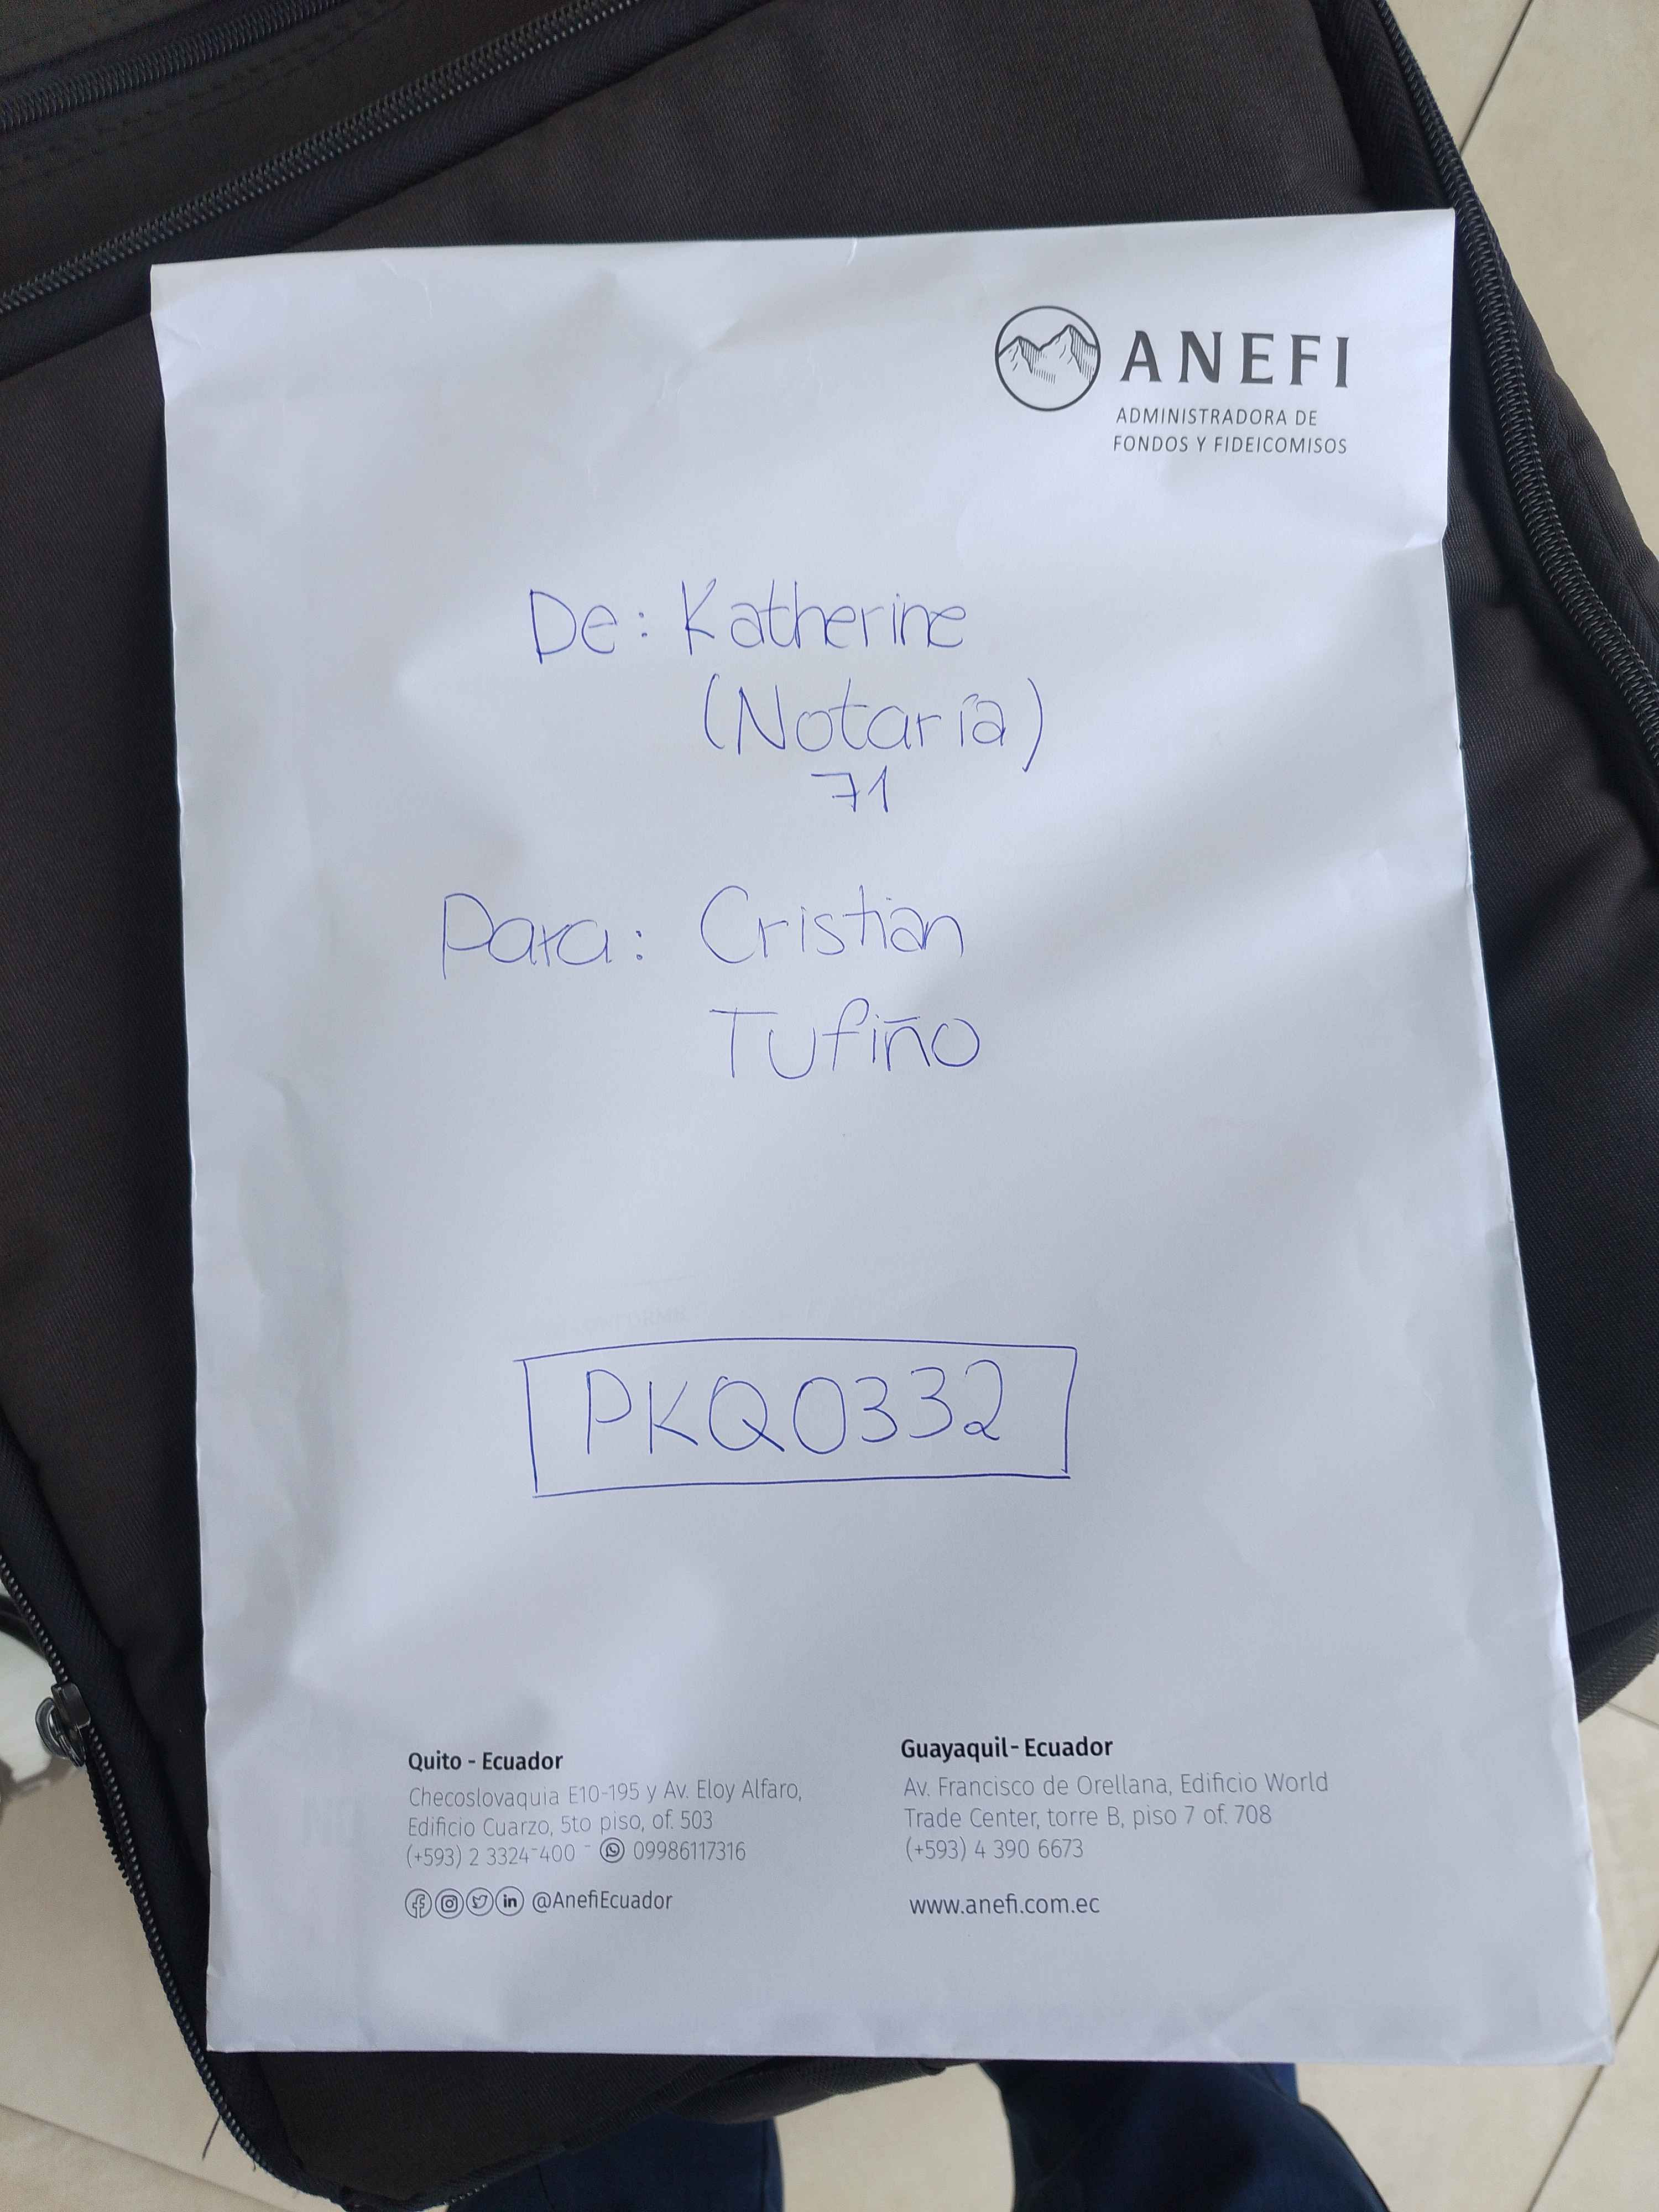 ANEFI
ADMINISTRADORA DE
FONDOS Y FIDEICOMISOS
De: Katherine
(Notaría)
71
Para: Cristian
Tufiño
PKQ0332
Quito - Ecuador
Checoslovaquia E10-195 y Av. Eloy Alfaro,
Edificio Cuarzo, 5to piso, of. 503
(+593) 2 3324-400 - 09986117316
in @AnefiEcuador
Guayaquil- Ecuador
Av. Francisco de Orellana, Edificio World
Trade Center, torre B, piso 7 of. 708
(+593) 4 390 6673
www.anefi.com.ec